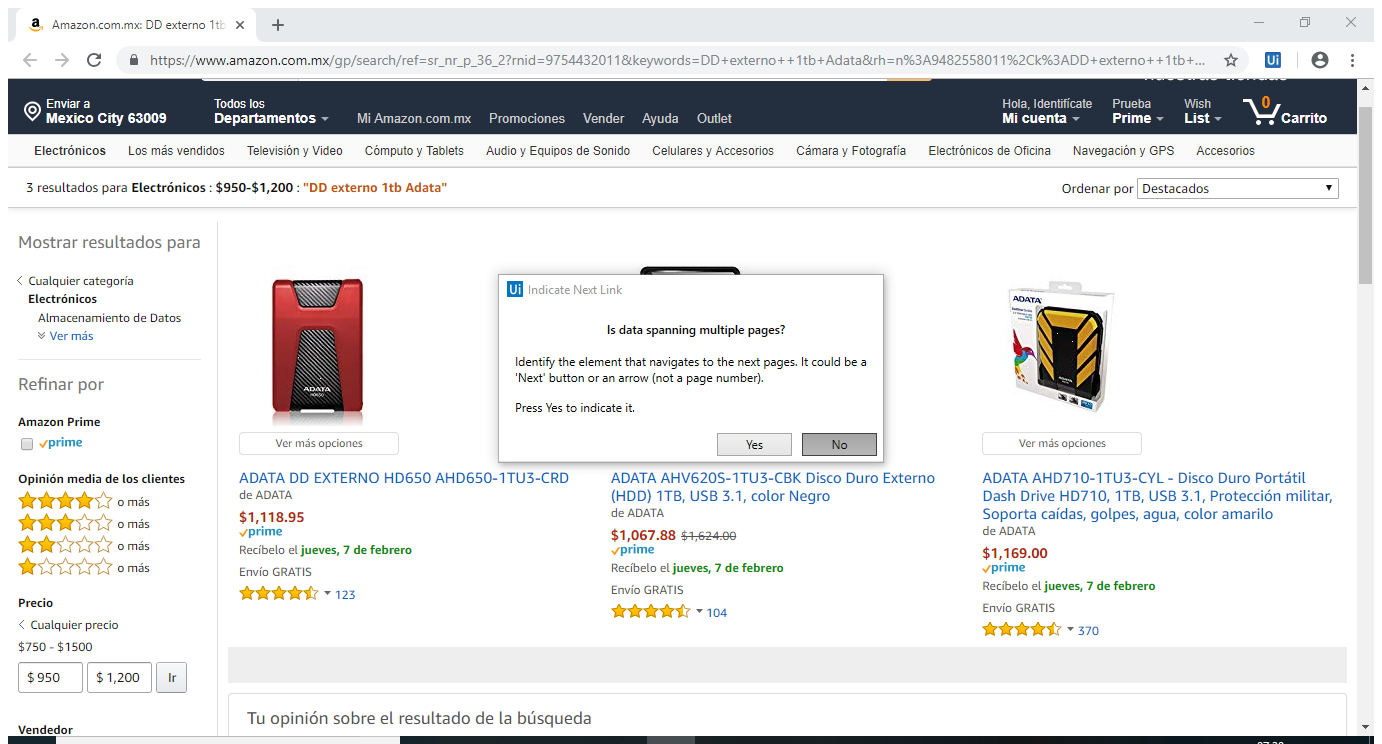 Amazon.com.mx: DD externo 1tb
https://www.amazon.com.mx/gp/search/ref=sr_nr_p_36_2?rnid=9754432011&keywords=DD+externo++1tb+Adata&rh=n%3A9482558011%2Ck%3ADD+externo++1tb+...
Ui
Enviar a
Mexico City 63009
Todos los
Departamentos
Mi Amazon.com.mx
Promociones
Vender
Ayuda
Outlet
Hola, Identifícate
Mi cuenta
Prueba
Prime
Wish
List
0
Carrito
Electrónicos
Los más vendidos
Televisión y Video
Cómputo y Tablets
Audio y Equipos de Sonido
Celulares y Accesorios
Cámara y Fotografía
Electrónicos de Oficina
Navegación y GPS
Accesorios
3 resultados para Electrónicos : $950-$1,200 : "DD externo 1tb Adata"
Ordenar por Destacados
Mostrar resultados para
Cualquier categoría
Electrónicos
Almacenamiento de Datos
Ver más
Refinar por
Amazon Prime
prime
Opinión media de los clientes
o más
o más
o más
o más
Precio
Cualquier precio
$750 - $1500
$ 950
$ 1,200
Ir
Vendedor
ADATA
HD650
Ver más opciones
ADATA DD EXTERNO HD650 AHD650-1TU3-CRD
de ADATA
$1,118.95
prime
Recíbelo el jueves, 7 de febrero
Envío GRATIS
123
Ui Indicate Next Link
Is data spanning multiple pages?
Identify the element that navigates to the next pages. It could be a
'Next' button or an arrow (not a page number).
Press Yes to indicate it.
Yes
No
ADATA AHV620S-1TU3-CBK Disco Duro Externo
(HDD) 1TB, USB 3.1, color Negro
de ADATA
$1,067.88 $1,624.00
prime
Recíbelo el jueves, 7 de febrero
Envío GRATIS
104
ADATA
Ver más opciones
ADATA AHD710-1TU3-CYL - Disco Duro Portátil
Dash Drive HD710, 1TB, USB 3.1, Protección militar,
Soporta caídas, golpes, agua, color amarilo
de ADATA
$1,169.00
prime
Recíbelo el jueves, 7 de febrero
Envío GRATIS
370
Tu opinión sobre el resultado de la búsqueda